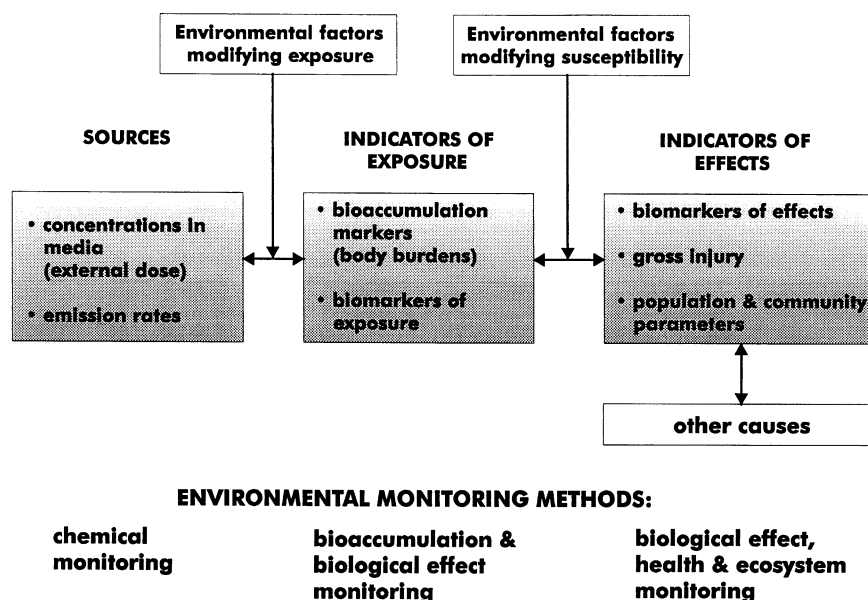 Environmental factors
modifying exposure
Environmental factors
modifying susceptibility
SOURCES
INDICATORS OF
EXPOSURE
INDICATORS OF
EFFECTS
• concentrations in
media
(external dose)
• emission rates
• bioaccumulation
markers
(body burdens)
• biomarkers of
exposure
• biomarkers of effects
• gross injury
• population & community
parameters
other causes
ENVIRONMENTAL MONITORING METHODS:
chemical
monitoring
bioaccumulation &
biological effect
monitoring
biological effect,
health & ecosystem
monitoring